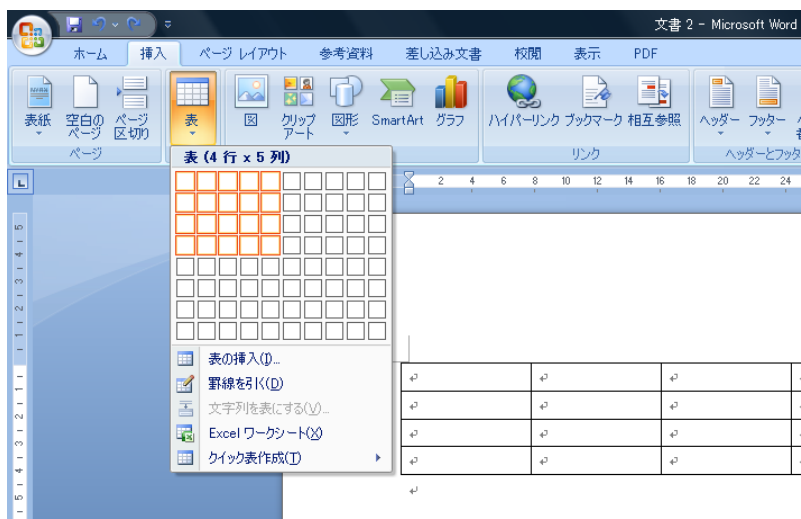 文書 2 - Microsoft Word
ホーム 挿入 ページ レイアウト 参考資料 差し込み文書 校閲 表示 PDF
表紙 空白のページ ページ区切り 表 図 クリップアート 図形 SmartArt グラフ ハイパーリンク ブックマーク 相互参照 ヘッダー フッター
ページ リンク ヘッダーとフッタ
表 (4 行 x 5 列)
L 2 4 6 8 10 12 14 16 18 20 22 24
表の挿入(I)...
罫線を引く(D)
文字列を表にする(V)...
Excel ワークシート(X)
クイック表作成(T)